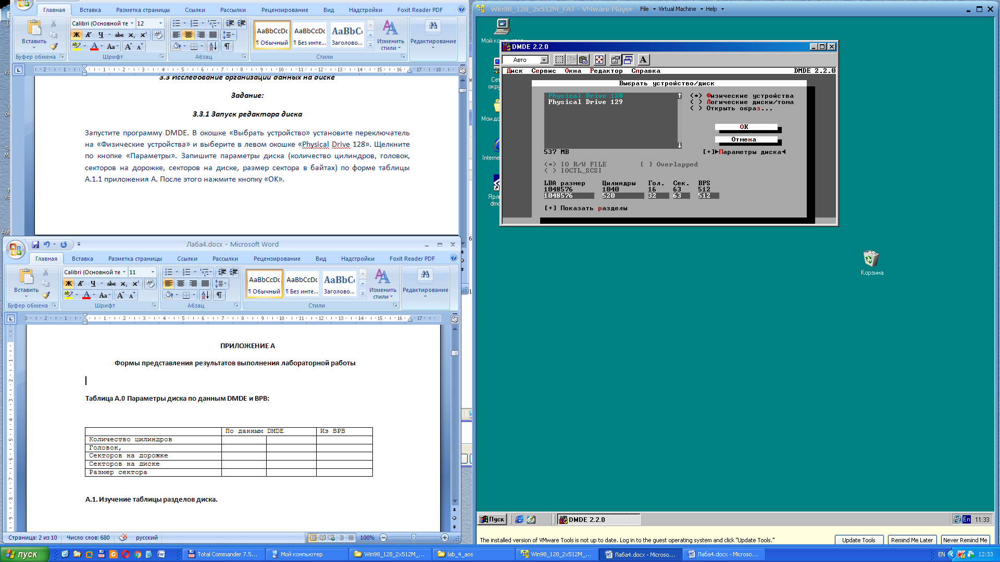 Главная Вставка Разметка страницы Ссылки Рассылки Рецензирование Вид Надстройки Foxit Reader PDF
Calibri (Основной те 12
Вставить
Буфер обмена
Шрифт
Абзац
AaBbCcDc AaBbCcDc AaBbC
¶ Обычный ¶ Без инте... Заголово...
Изменить стили
Стили
Редактирование
3.3 Исследование организации данных на диске
Задание:
3.3.1 Запуск редактора диска
Запустите программу DMDE. В окошке «Выбрать устройство» установите переключатель
на «Физические устройства» и выберите в левом окошке «Physical Drive 128». Щелкните
по кнопке «Параметры». Запишите параметры диска (количество цилиндров, головок,
секторов на дорожке, секторов на диске, размер сектора в байтах) по форме таблицы
А.1.1 приложения А. После этого нажмите кнопку «OK».
Лаба4.docx - Microsoft Word
Главная Вставка Разметка страницы Ссылки Рассылки Рецензирование Вид Надстройки Foxit Reader PDF
Calibri (Основной те 11
Вставить
Буфер обмена
Шрифт
Абзац
AaBbCcDc AaBbCcDc AaBbCc
¶ Обычный ¶ Без инте... Заголово...
Изменить стили
Стили
Редактирование
ПРИЛОЖЕНИЕ А
Формы представления результатов выполнения лабораторной работы
Таблица А.0 Параметры диска по данным DMDE и BPB:
По данным DMDE Из BPB
Количество цилиндров
Головок,
Секторов на дорожке
Секторов на диске
Размер сектора
А.1. Изучение таблицы разделов диска.
Страница: 2 из 10 Число слов: 680 русский 100%
Win98_128_2x512M_FAT - VMware Player File Virtual Machine Help
Мой компьютер
Internet
Корзина
DMDE 2.2.0
Авто
Диск Сервис Окна Редактор Справка DMDE 2.2.0
Выбрать устройство/диск
Physical Drive 128
Physical Drive 129
(•) Физические устройства
( ) Логические диски/тома
( ) Открыть образ...
OK
Отмена
537 MB
[+]Параметры диска
(•) IO R/W FILE [ ] Overlapped
( ) IOCTL_SCSI
LBA размер Цилиндры Гол. Сек. BPS
1048576 1040 16 63 512
1048576 520 32 63 512
[+] Показать разделы
Пуск DMDE 2.2.0 En 11:33
The installed version of VMware Tools is not up to date. Log in to the guest operating system and click "Update Tools."
Update Tools Remind Me Later Never Remind Me
пуск Total Commander 7.5... Мой компьютер Win98_128_2x512M_... lab_4_aos Win98_128_2x512M_... Лаба4.docx - Microso... Лаба4.docx - Microso... EN 12:33